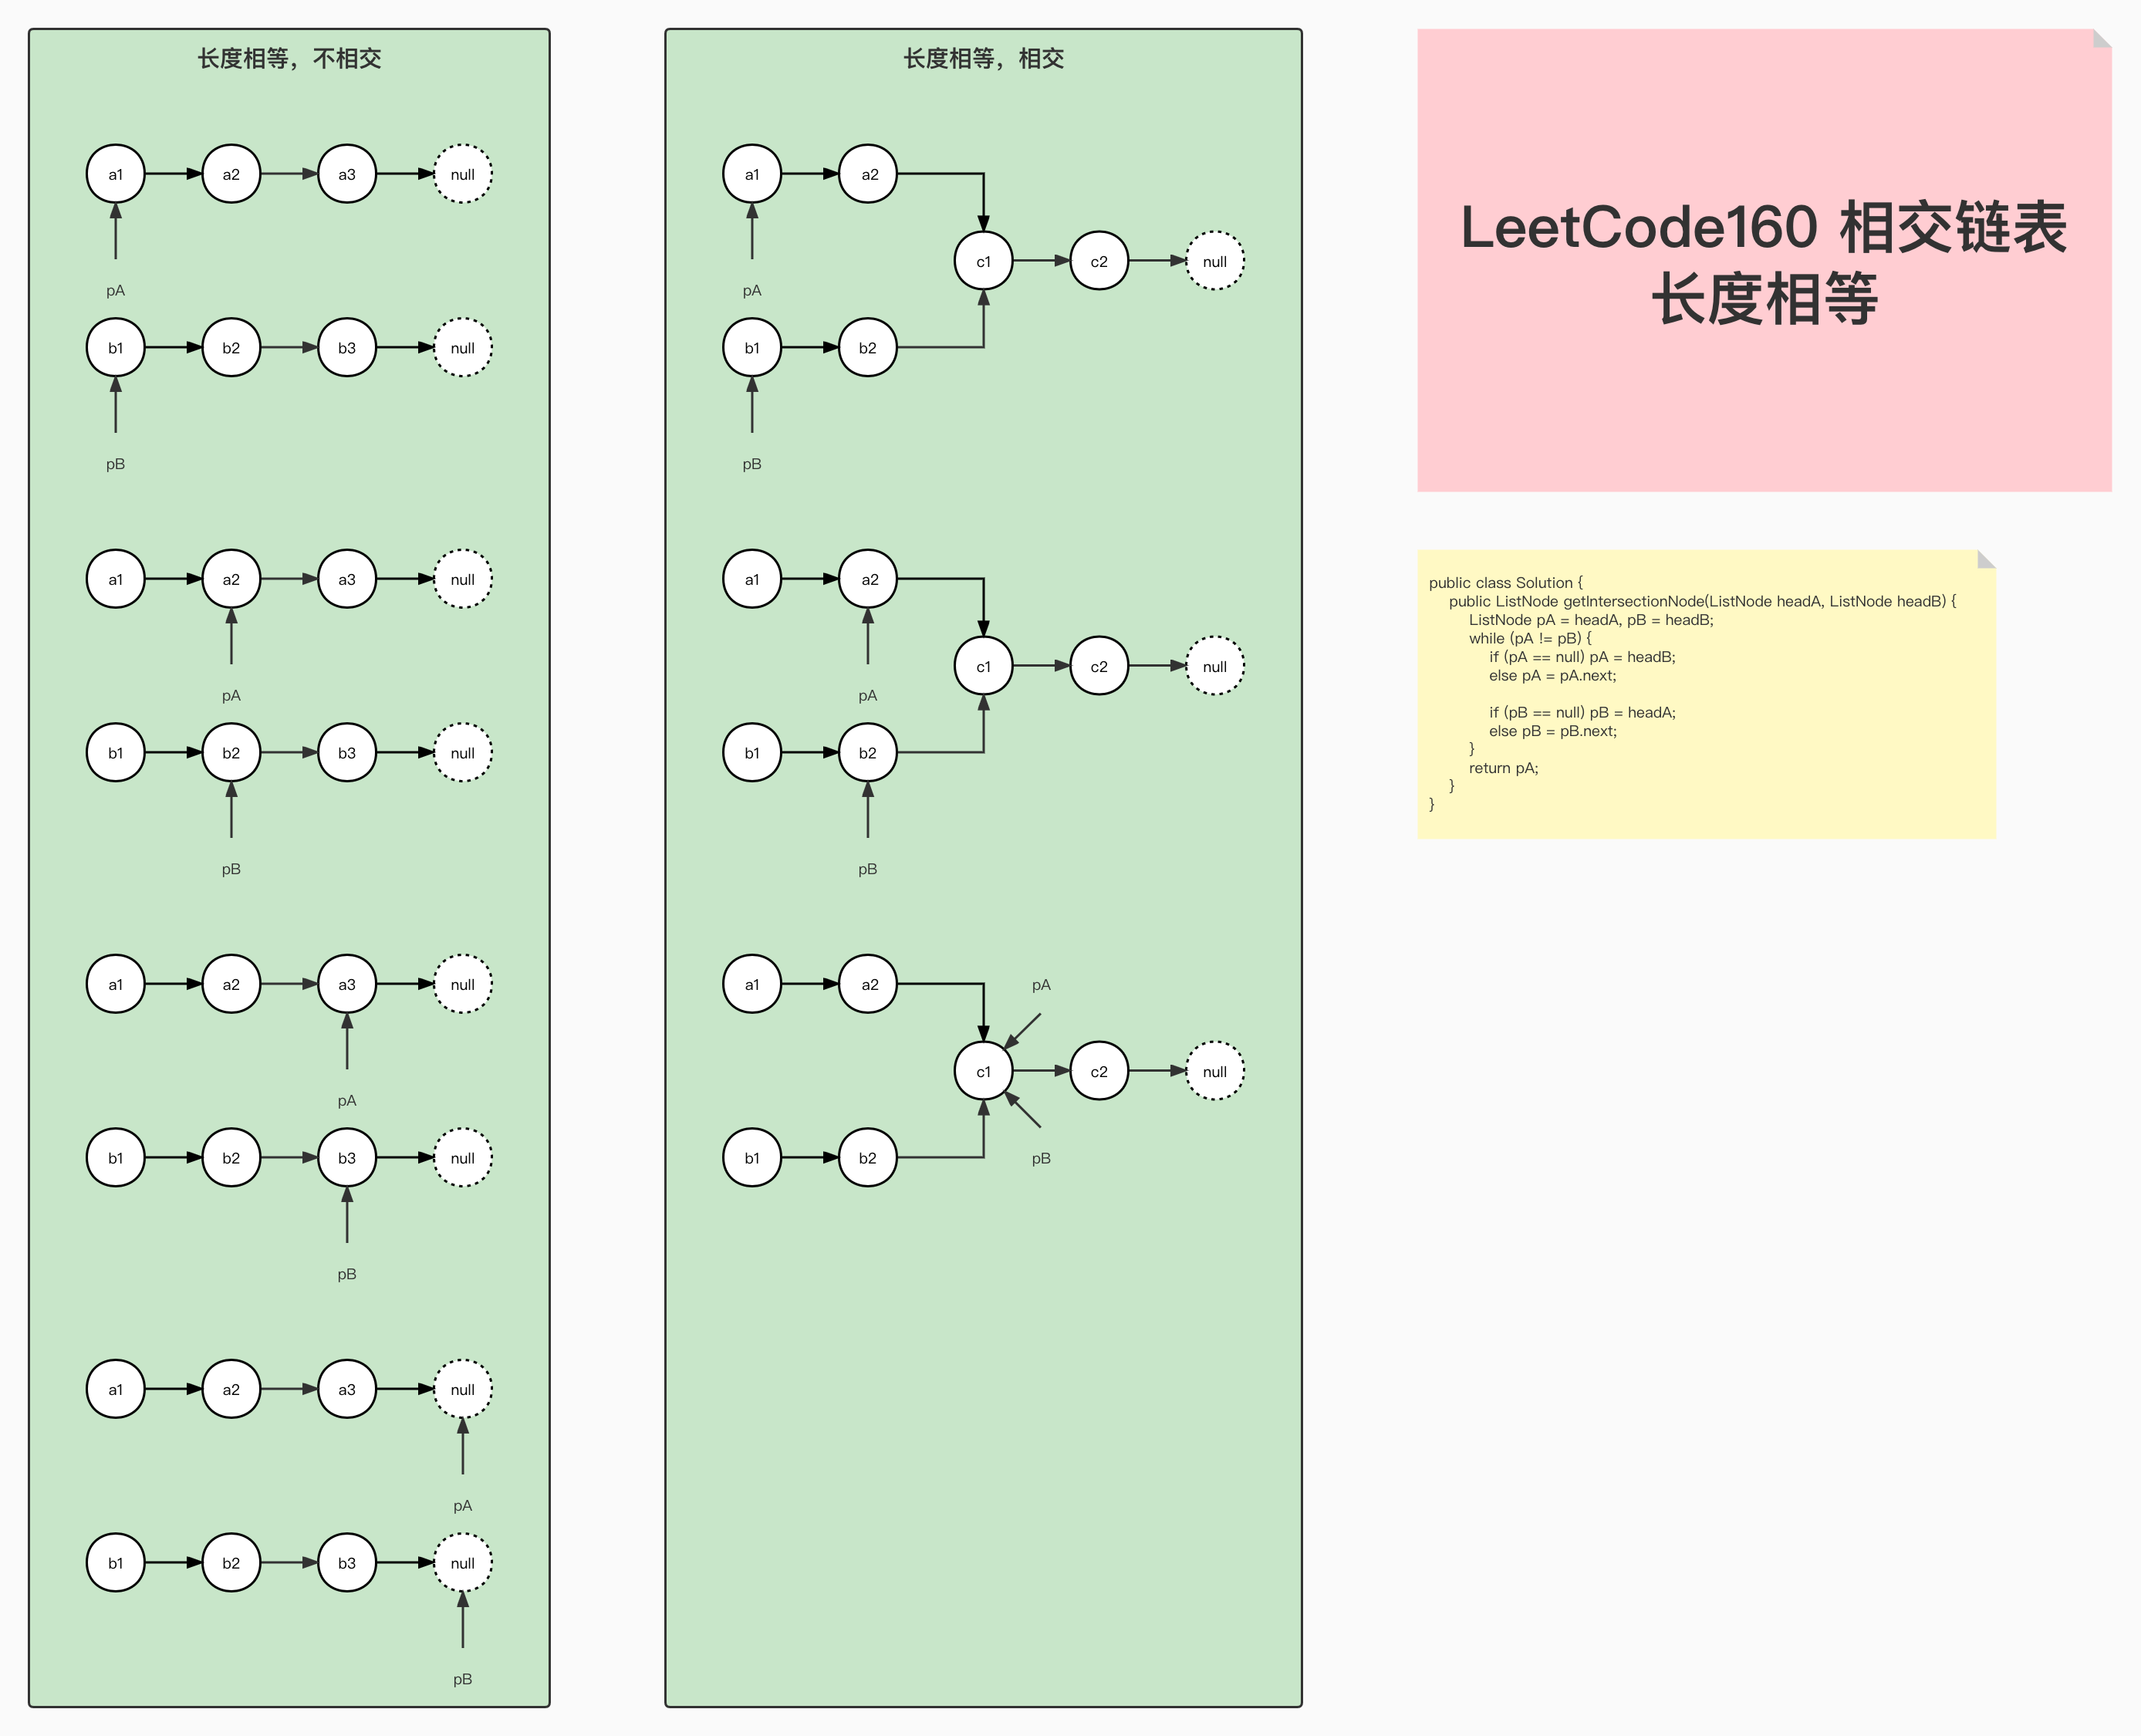 长度相等，不相交
a1 a2 a3 null
pA
b1 b2 b3 null
pB
a1 a2 a3 null
pA
b1 b2 b3 null
pB
a1 a2 a3 null
pA
b1 b2 b3 null
pB
a1 a2 a3 null
pA
b1 b2 b3 null
pB
长度相等，相交
a1 a2
c1 c2 null
pA
b1 b2
pB
a1 a2
c1 c2 null
pA
b1 b2
pB
a1 a2 pA
c1 c2 null
b1 b2 pB
LeetCode160 相交链表
长度相等
public class Solution {
    public ListNode getIntersectionNode(ListNode headA, ListNode headB) {
        ListNode pA = headA, pB = headB;
        while (pA != pB) {
            if (pA == null) pA = headB;
            else pA = pA.next;
            if (pB == null) pB = headA;
            else pB = pB.next;
        }
        return pA;
    }
}